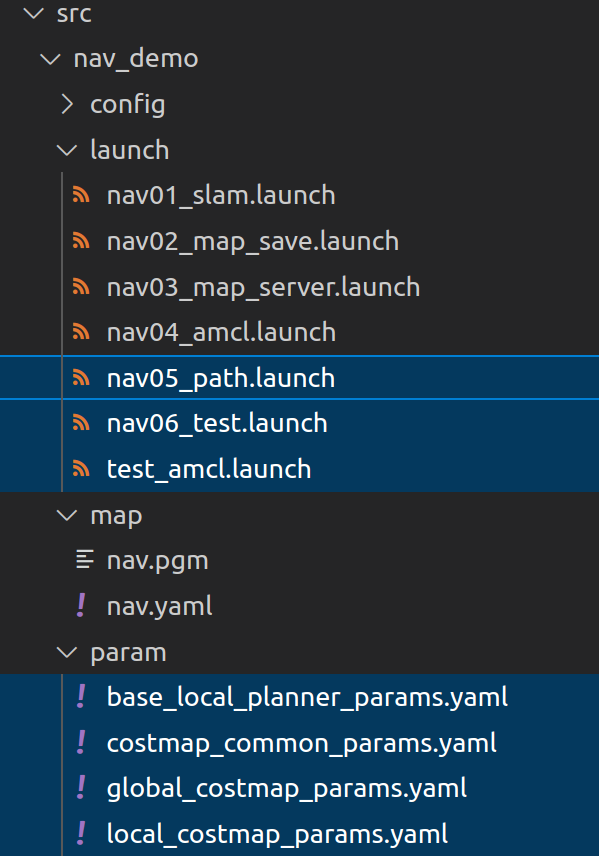 src
nav_demo
config
launch
nav01_slam.launch
nav02_map_save.launch
nav03_map_server.launch
nav04_amcl.launch
nav05_path.launch
nav06_test.launch
test_amcl.launch
map
nav.pgm
nav.yaml
param
base_local_planner_params.yaml
costmap_common_params.yaml
global_costmap_params.yaml
local_costmap_params.yaml